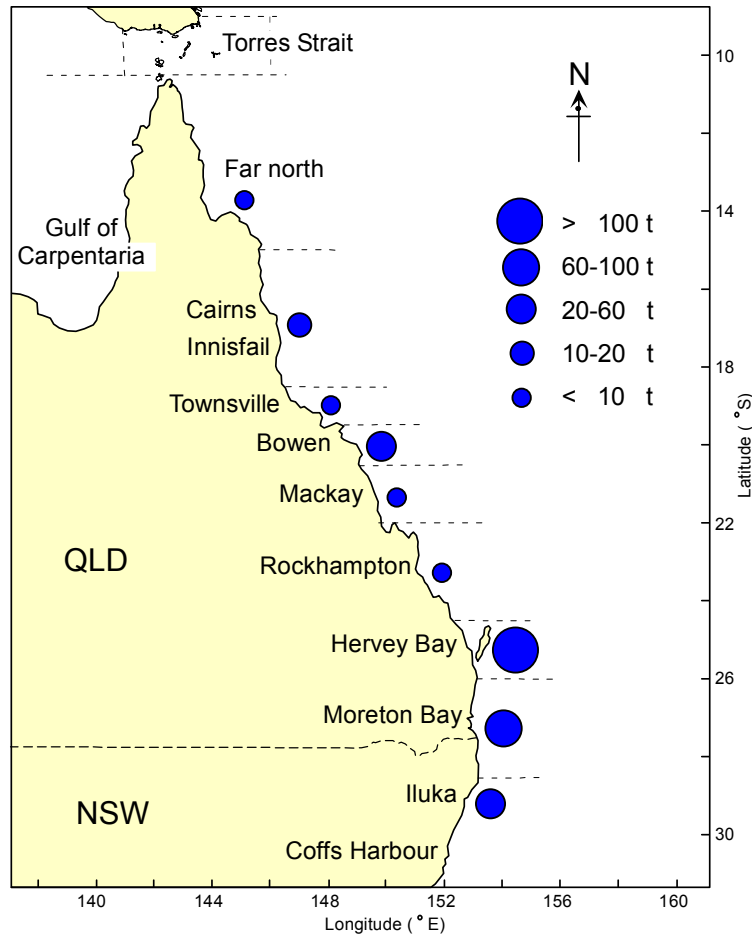 Torres Strait
10
N
Far north
14
> 100 t
Gulf of
Carpentaria
60-100 t
Cairns
20-60 t
Innisfail
10-20 t
18
< 10 t
Townsville
Latitude ( °S)
Bowen
Mackay
22
QLD
Rockhampton
Hervey Bay
26
Moreton Bay
Iluka
NSW
30
Coffs Harbour
140
144
148
152
156
160
Longitude ( °E)